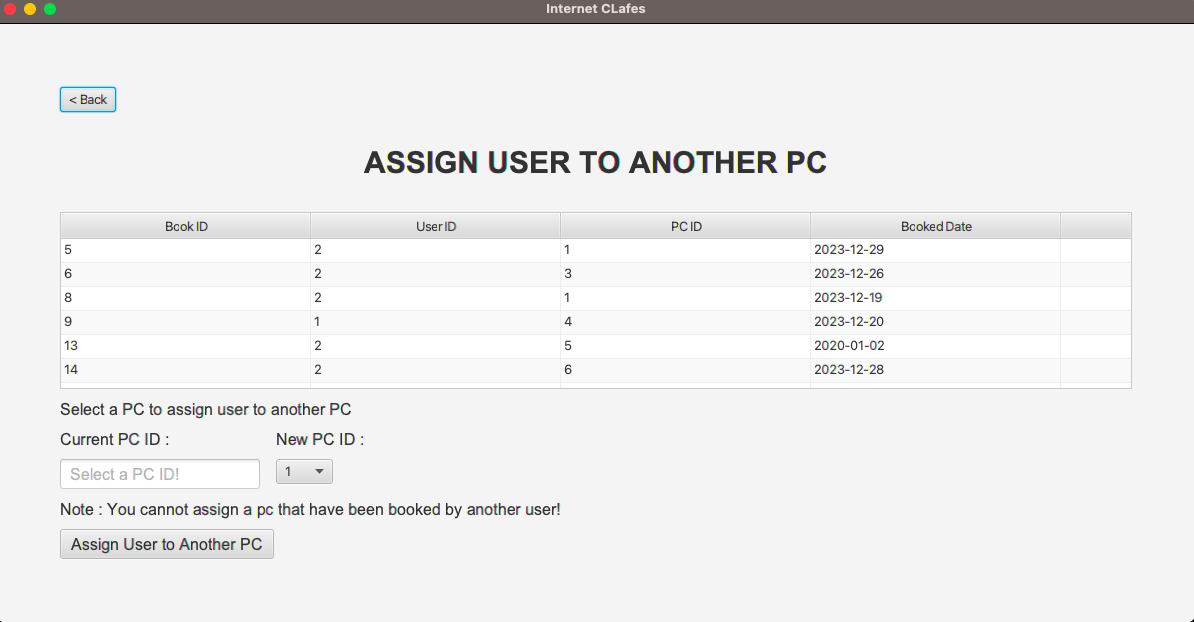 Internet CLafes
< Back
ASSIGN USER TO ANOTHER PC
Book ID User ID PC ID Booked Date
5 2 1 2023-12-29
6 2 3 2023-12-26
8 2 1 2023-12-19
9 1 4 2023-12-20
13 2 5 2020-01-02
14 2 6 2023-12-28
Select a PC to assign user to another PC
Current PC ID : New PC ID :
Select a PC ID! 1
Note : You cannot assign a pc that have been booked by another user!
Assign User to Another PC